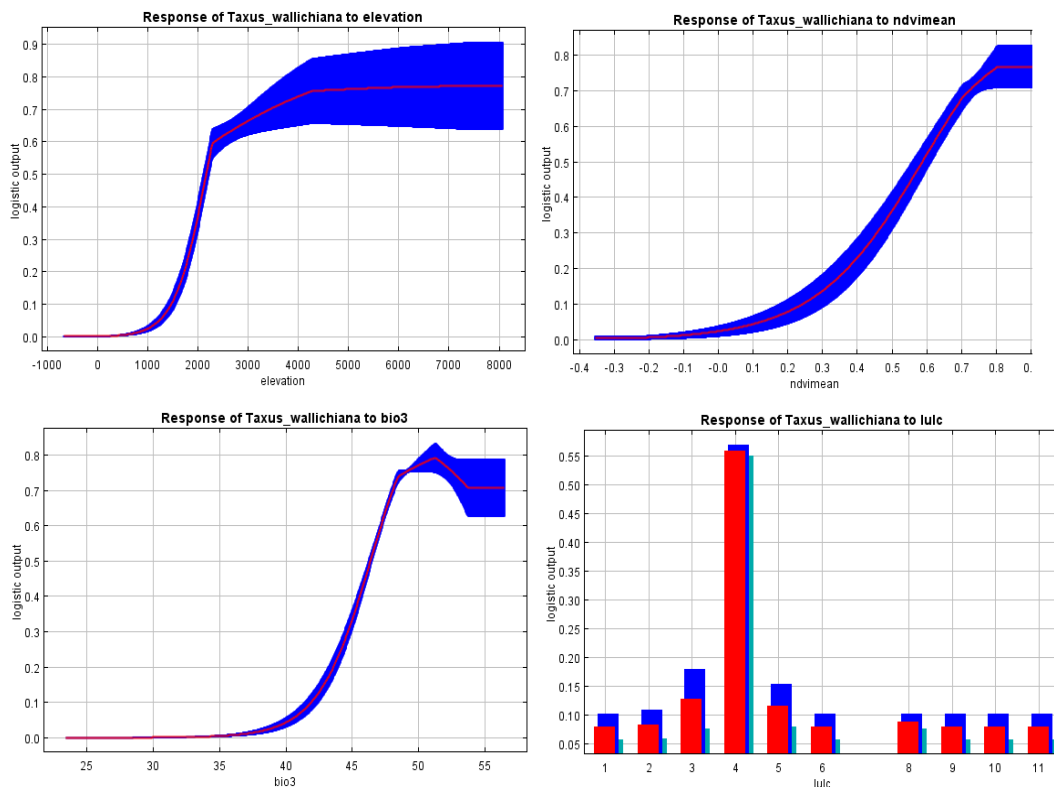 Response of Taxus_wallichiana to elevation
logistic output
0.9
0.8
0.7
0.6
0.5
0.4
0.3
0.2
0.1
0.0
-1000 0 1000 2000 3000 4000 5000 6000 7000 8000
elevation
Response of Taxus_wallichiana to ndvimean
logistic output
0.8
0.7
0.6
0.5
0.4
0.3
0.2
0.1
0.0
-0.4 -0.3 -0.2 -0.1 -0.0 0.1 0.2 0.3 0.4 0.5 0.6 0.7 0.8 0.
ndvimean
Response of Taxus_wallichiana to bio3
logistic output
0.8
0.7
0.6
0.5
0.4
0.3
0.2
0.1
0.0
25 30 35 40 45 50 55
bio3
Response of Taxus_wallichiana to lulc
logistic output
0.55
0.50
0.45
0.40
0.35
0.30
0.25
0.20
0.15
0.10
0.05
1 2 3 4 5 6 8 9 10 11
lulc